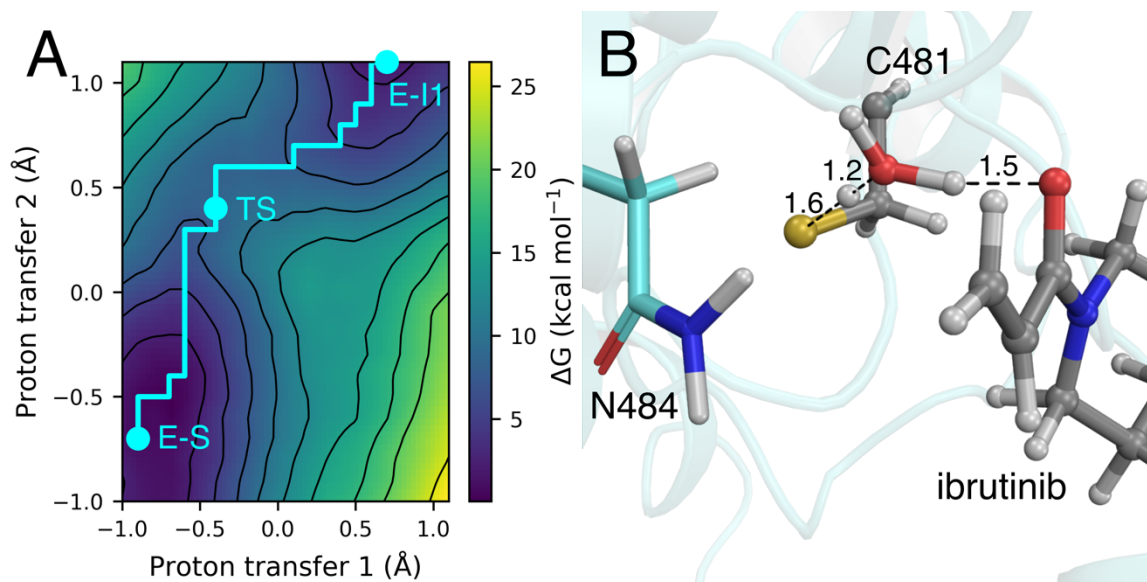 A
1.0
0.5
0.0
−0.5
−1.0
Proton transfer 2 (Å)
−1.0
−0.5
0.0
0.5
1.0
Proton transfer 1 (Å)
E-I1
TS
E-S
25
20
15
10
5
ΔG (kcal mol⁻¹)
B
C481
1.2
1.5
1.6
N484
ibrutinib